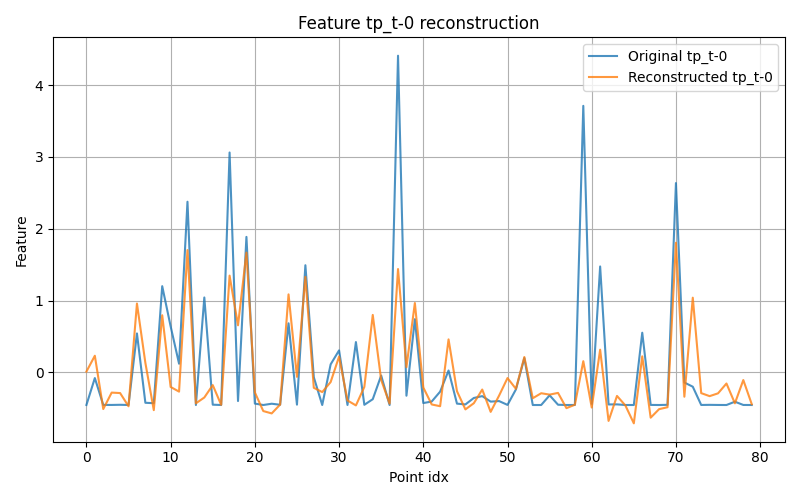 Feature tp_t-0 reconstruction
Original tp_t-0
Reconstructed tp_t-0
Feature
4
3
2
1
0
0 10 20 30 40 50 60 70 80
Point idx